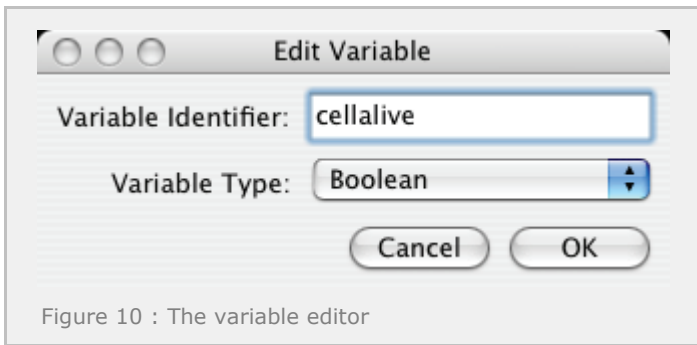 Edit Variable
Variable Identifier: cellalive
Variable Type: Boolean
Cancel OK
Figure 10 : The variable editor